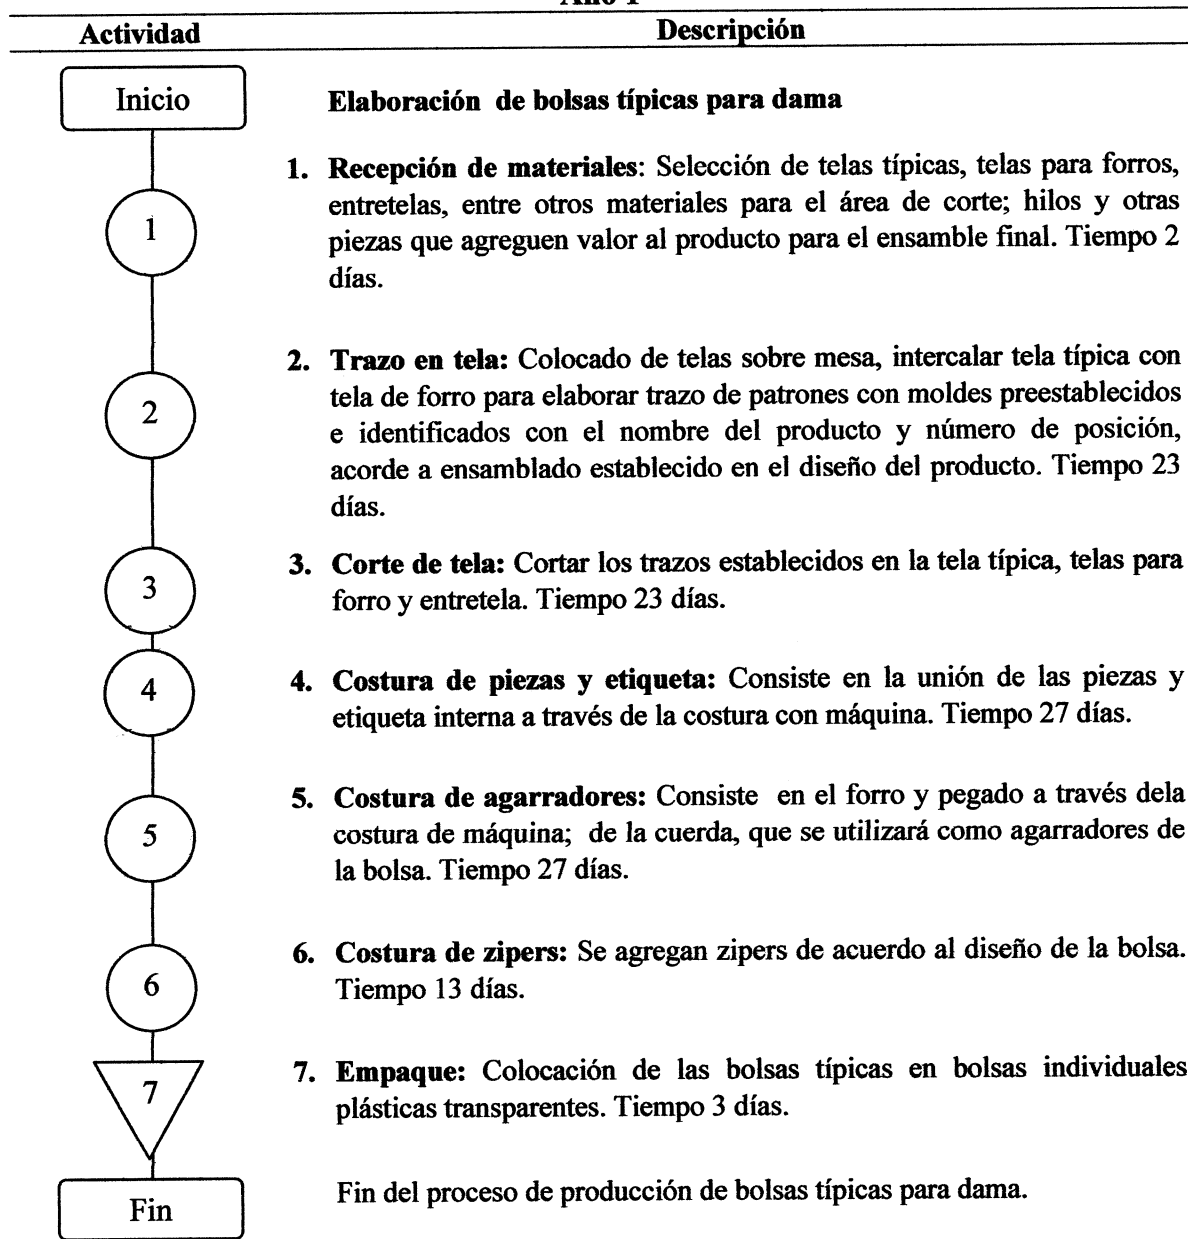 Año 1
Actividad Descripción
Inicio Elaboración de bolsas típicas para dama
1. Recepción de materiales: Selección de telas típicas, telas para forros,
entretelas, entre otros materiales para el área de corte; hilos y otras
1 piezas que agreguen valor al producto para el ensamble final. Tiempo 2
días.
2. Trazo en tela: Colocado de telas sobre mesa, intercalar tela típica con
tela de forro para elaborar trazo de patrones con moldes preestablecidos
2 e identificados con el nombre del producto y número de posición,
acorde a ensamblado establecido en el diseño del producto. Tiempo 23
días.
3. Corte de tela: Cortar los trazos establecidos en la tela típica, telas para
3 forro y entretela. Tiempo 23 días.
4 4. Costura de piezas y etiqueta: Consiste en la unión de las piezas y
etiqueta interna a través de la costura con máquina. Tiempo 27 días.
5. Costura de agarradores: Consiste en el forro y pegado a través dela
5 costura de máquina; de la cuerda, que se utilizará como agarradores de
la bolsa. Tiempo 27 días.
6. Costura de zipers: Se agregan zipers de acuerdo al diseño de la bolsa.
6 Tiempo 13 días.
7. Empaque: Colocación de las bolsas típicas en bolsas individuales
7 plásticas transparentes. Tiempo 3 días.
Fin Fin del proceso de producción de bolsas típicas para dama.